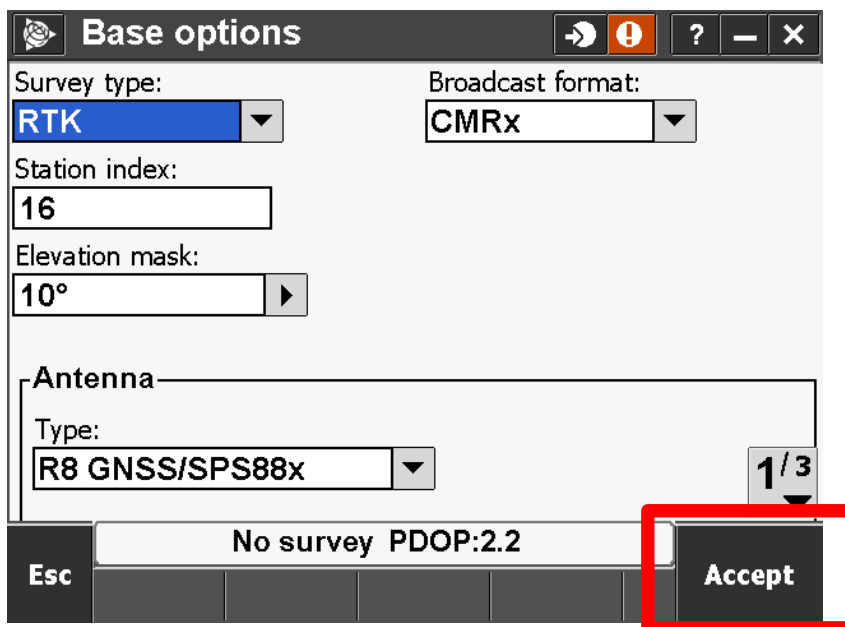 Base options
? – ×
Survey type:
Broadcast format:
RTK
CMRx
Station index:
16
Elevation mask:
10°
Antenna
Type:
R8 GNSS/SPS88x
1/3
No survey PDOP:2.2
Esc
Accept